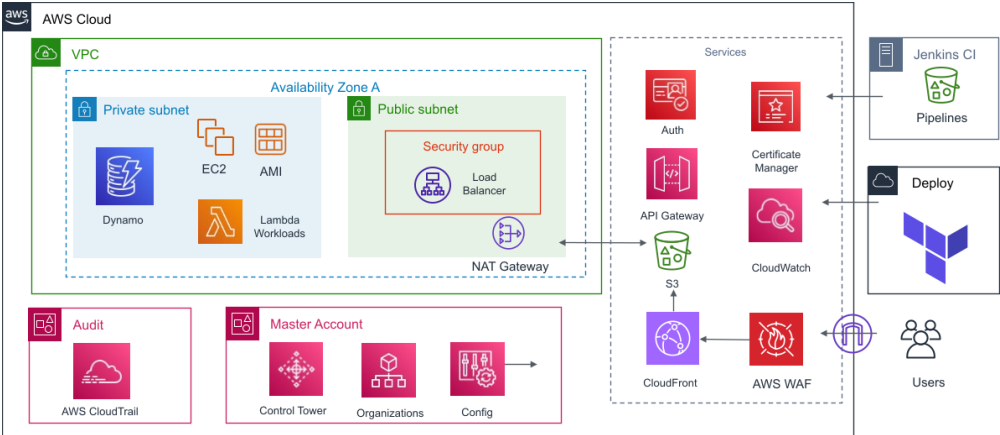 aws
AWS Cloud
VPC
Availability Zone A
Private subnet
EC2
AMI
Dynamo
Lambda
Workloads
Public subnet
Security group
Load
Balancer
NAT Gateway
Services
Auth
Certificate
Manager
API Gateway
CloudWatch
S3
CloudFront
AWS WAF
Jenkins CI
Pipelines
Deploy
Users
Audit
AWS CloudTrail
Master Account
Control Tower
Organizations
Config